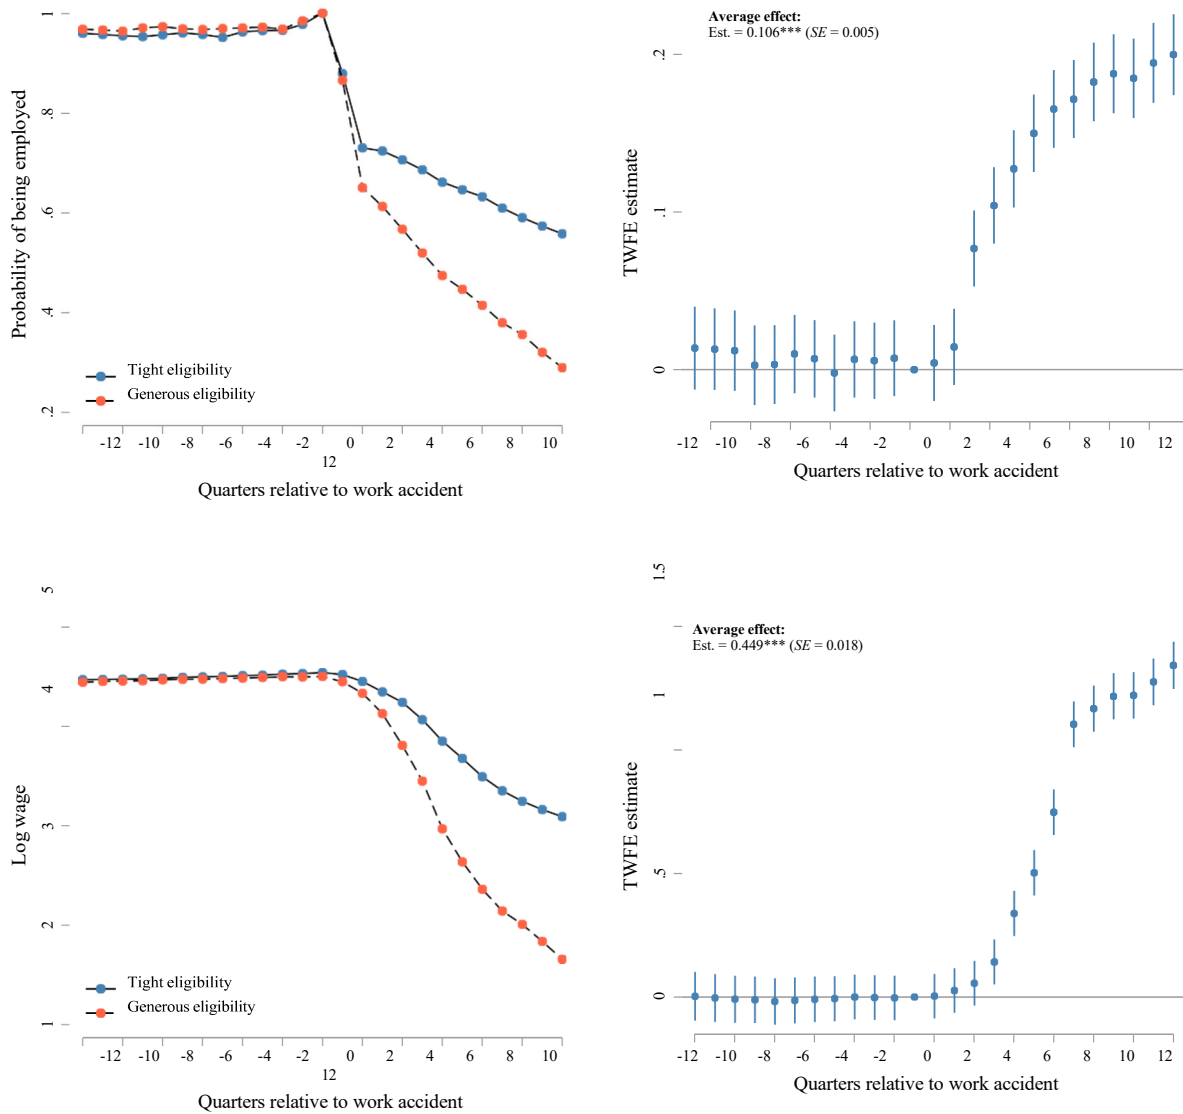 1
.8
.6
.4
.2
Probability of being employed
Tight eligibility
Generous eligibility
-12 -10 -8 -6 -4 -2 0 2 4 6 8 10
12
Quarters relative to work accident
Average effect:
Est. = 0.106*** (SE = 0.005)
.2
.1
0
TWFE estimate
-12 -10 -8 -6 -4 -2 0 2 4 6 8 10 12
Quarters relative to work accident
5
4
3
2
1
Log wage
Tight eligibility
Generous eligibility
-12 -10 -8 -6 -4 -2 0 2 4 6 8 10
12
Quarters relative to work accident
1.5
Average effect:
Est. = 0.449*** (SE = 0.018)
1
.5
0
TWFE estimate
-12 -10 -8 -6 -4 -2 0 2 4 6 8 10 12
Quarters relative to work accident